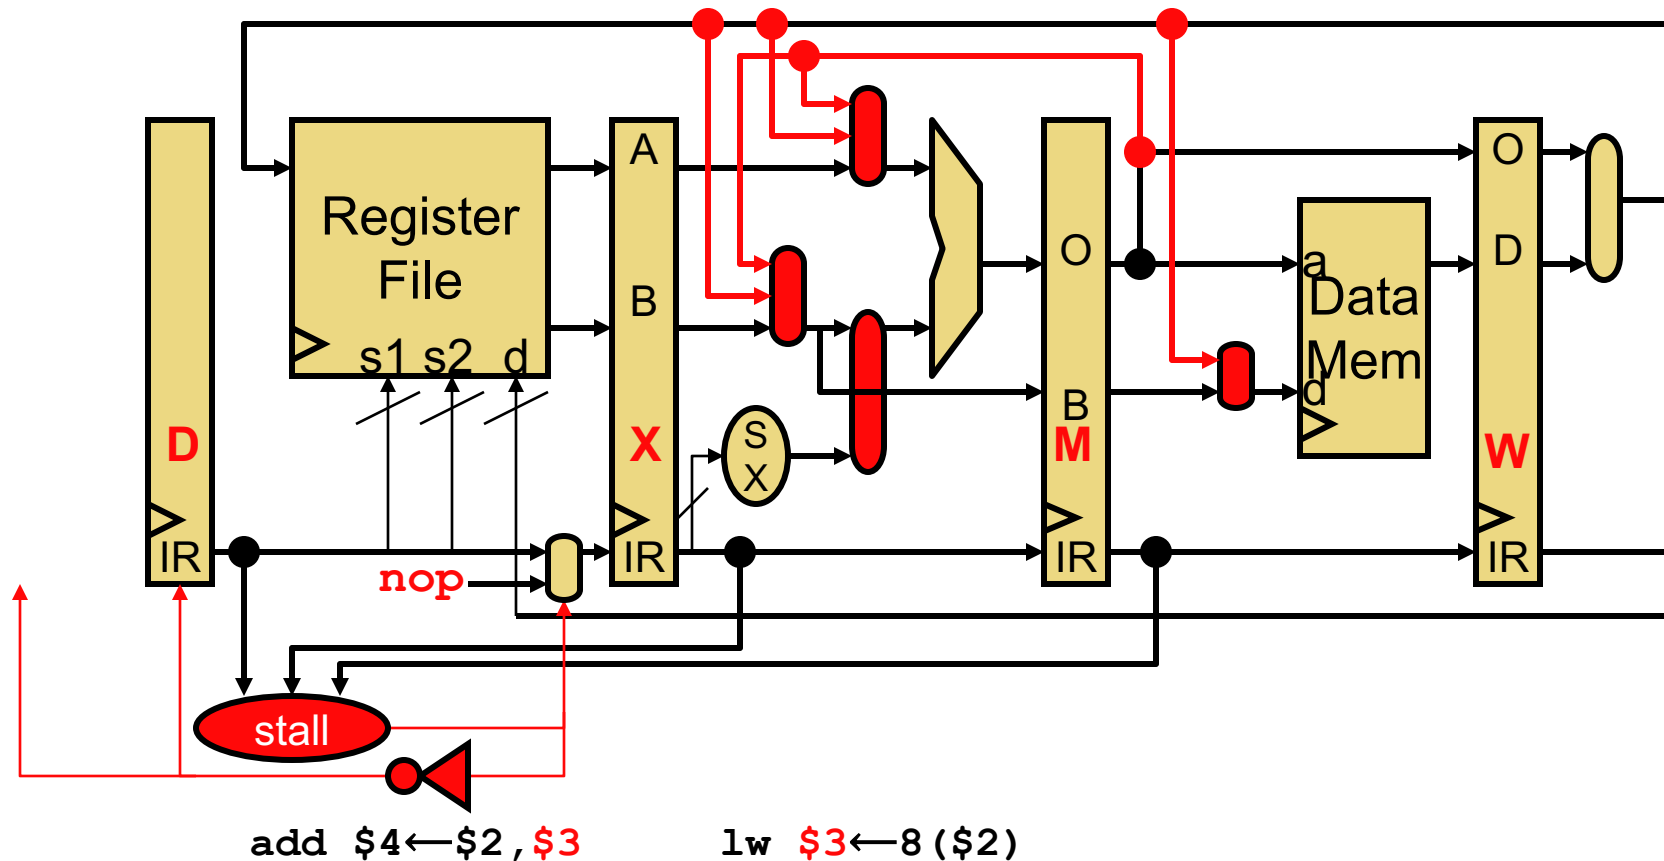 A
O
Register
File
O
D
a
Data
Mem
d
B
s1 s2 d
B
S
X
D
X
M
W
IR
IR
IR
IR
nop
stall
add $4←$2,$3
lw $3←8($2)